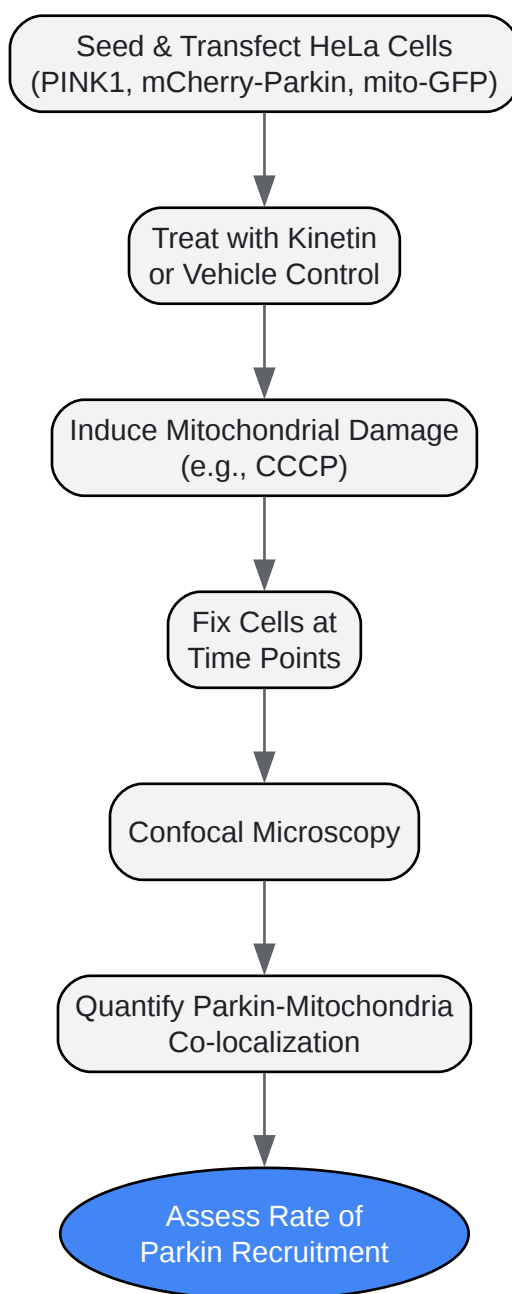 Seed & Transfect HeLa Cells
(PINK1, mCherry-Parkin, mito-GFP)
Treat with Kinetin
or Vehicle Control
Induce Mitochondrial Damage
(e.g., CCCP)
Fix Cells at
Time Points
Confocal Microscopy
Quantify Parkin-Mitochondria
Co-localization
Assess Rate of
Parkin Recruitment